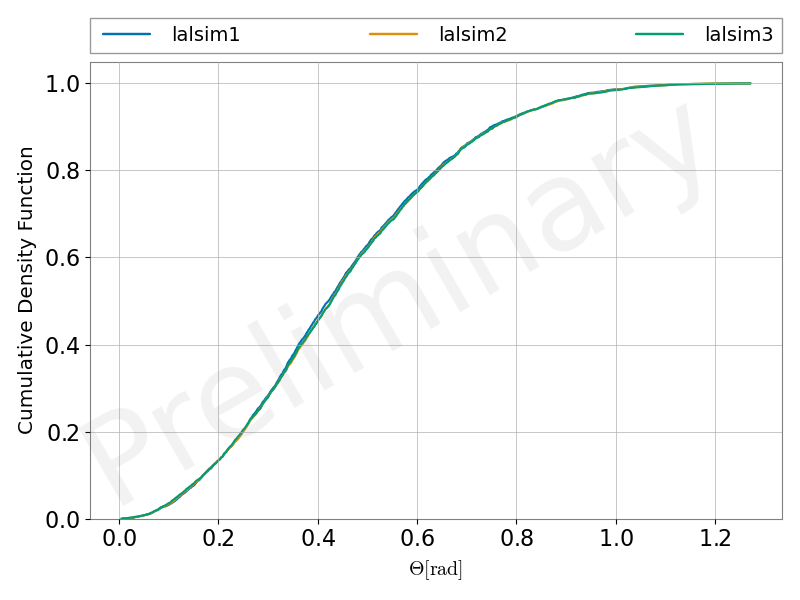 lalsim1 lalsim2 lalsim3
1.0
0.8
0.6
0.4
0.2
0.0
Cumulative Density Function
Preliminary
0.0 0.2 0.4 0.6 0.8 1.0 1.2
Θ[rad]